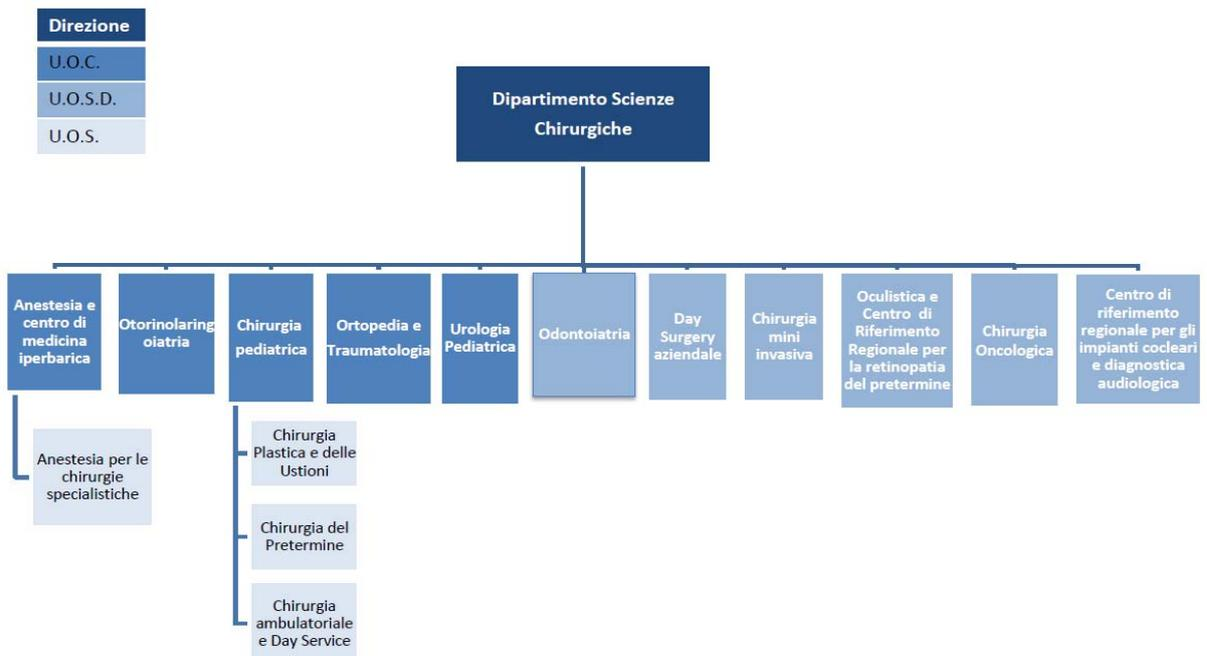 Direzione
U.O.C.
U.O.S.D.
U.O.S.
Dipartimento Scienze
Chirurgiche
Anestesia e
centro di
medicina
iperbarica
Otorinolaring
oiatria
Chirurgia
pediatrica
Ortopedia e
Traumatologia
Urologia
Pediatrica
Odontoiatria
Day
Surgery
aziendale
Chirurgia
mini
invasiva
Oculistica e
Centro di
Riferimento
Regionale per
la retinopatia
del pretermine
Chirurgia
Oncologica
Centro di
riferimento
regionale per gli
impianti cocleari
e diagnostica
audiologica
Anestesia per le
chirurgie
specialistiche
Chirurgia
Plastica e delle
Ustioni
Chirurgia del
Pretermine
Chirurgia
ambulatoriale
e Day Service